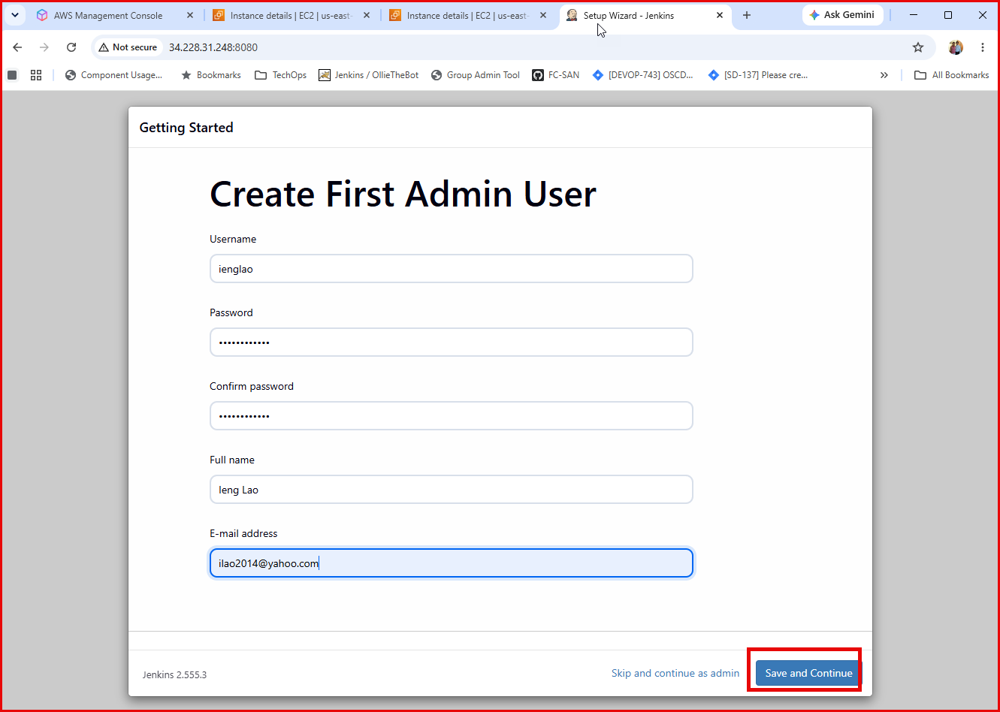 AWS Management Console
Instance details | EC2 | us-east-
Instance details | EC2 | us-east-
Setup Wizard - Jenkins
Ask Gemini
Not secure
34.228.31.248:8080
Component Usage...
Bookmarks
TechOps
Jenkins / OllieTheBot
Group Admin Tool
FC-SAN
[DEVOP-743] OSCD...
[SD-137] Please cre...
All Bookmarks
Getting Started
Create First Admin User
Username
ienglao
Password
••••••••••••
Confirm password
••••••••••••
Full name
Ieng Lao
E-mail address
ilao2014@yahoo.com
Jenkins 2.555.3
Skip and continue as admin
Save and Continue